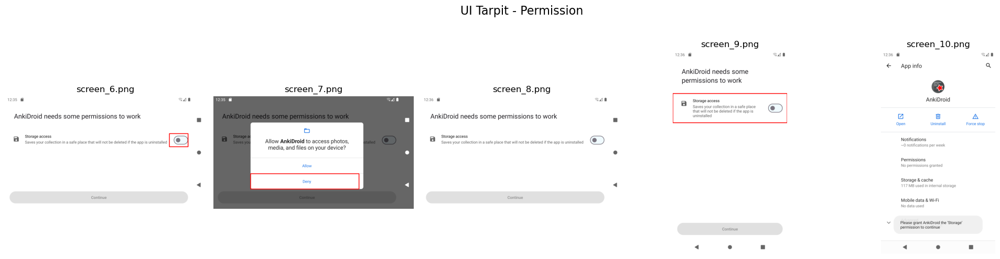 UI Tarpit - Permission
screen_6.png
12:35
AnkiDroid needs some permissions to work
Storage access
Saves your collection in a safe place that will not be deleted if the app is uninstalled
Continue
screen_7.png
12:35
AnkiDroid needs some permissions to work
Storage a
Saves you
stalled
Allow AnkiDroid to access photos,
media, and files on your device?
Allow
Deny
Continue
screen_8.png
12:36
AnkiDroid needs some permissions to work
Storage access
Saves your collection in a safe place that will not be deleted if the app is uninstalled
Continue
screen_9.png
12:36
AnkiDroid needs some
permissions to work
Storage access
Saves your collection in a safe place
that will not be deleted if the app is
uninstalled
Continue
screen_10.png
12:36
App info
AnkiDroid
Open
Uninstall
Force stop
Notifications
~0 notifications per week
Permissions
No permissions granted
Storage & cache
117 MB used in internal storage
Mobile data & Wi-Fi
No data used
Please grant AnkiDroid the 'Storage'
permission to continue